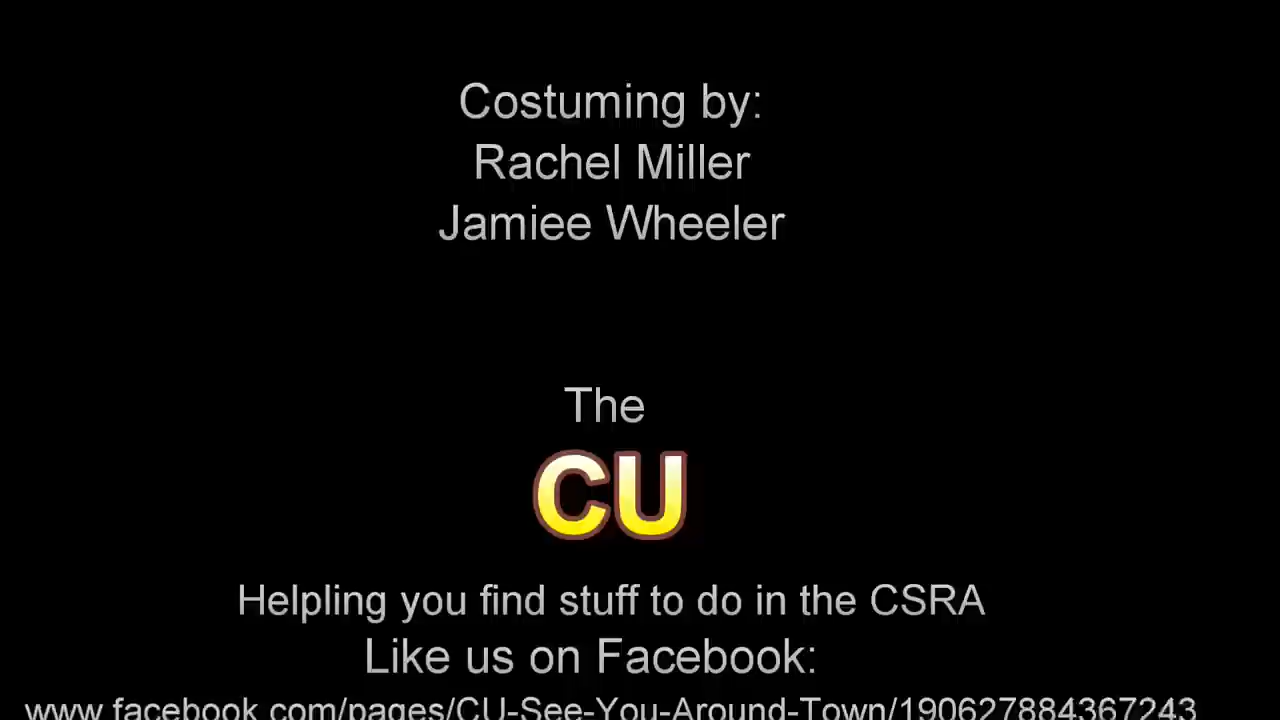 Costuming by:
Rachel Miller
Jamiee Wheeler
The
CU
Helpling you find stuff to do in the CSRA
Like us on Facebook:
www.facebook.com/pages/CU-See-You-Around-Town/190627884367243